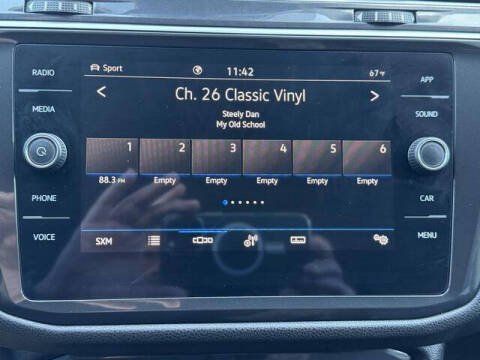 Sport 11:42 67°F
RADIO APP
Ch. 26 Classic Vinyl
MEDIA SOUND
Steely Dan
My Old School
1 2 3 4 5 6
88.3 FM Empty Empty Empty Empty Empty
PHONE CAR
VOICE MENU
SXM